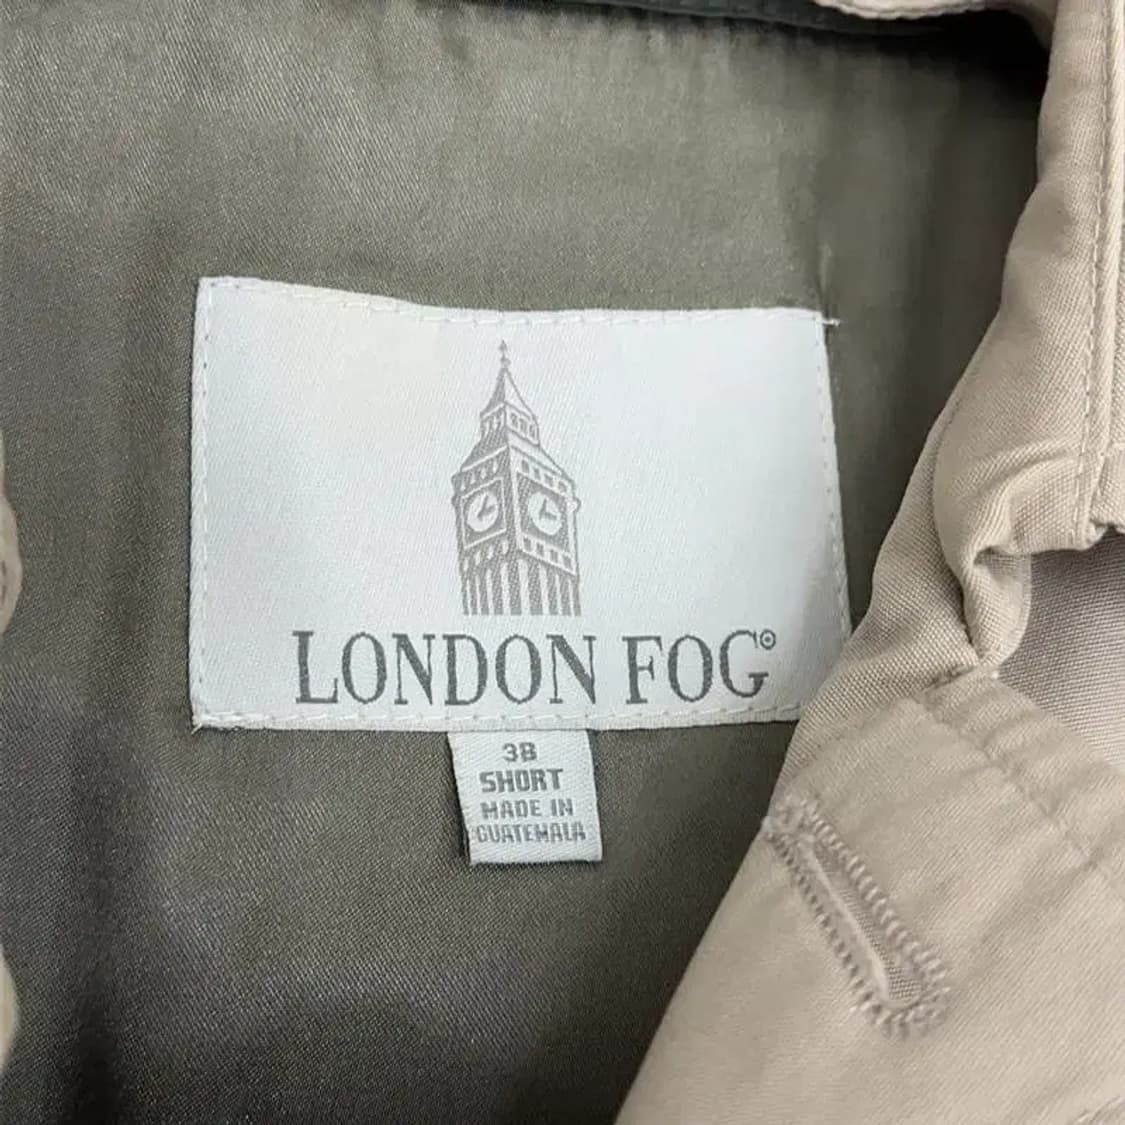 LONDON FOG®
38
SHORT
MADE IN
GUATEMALA